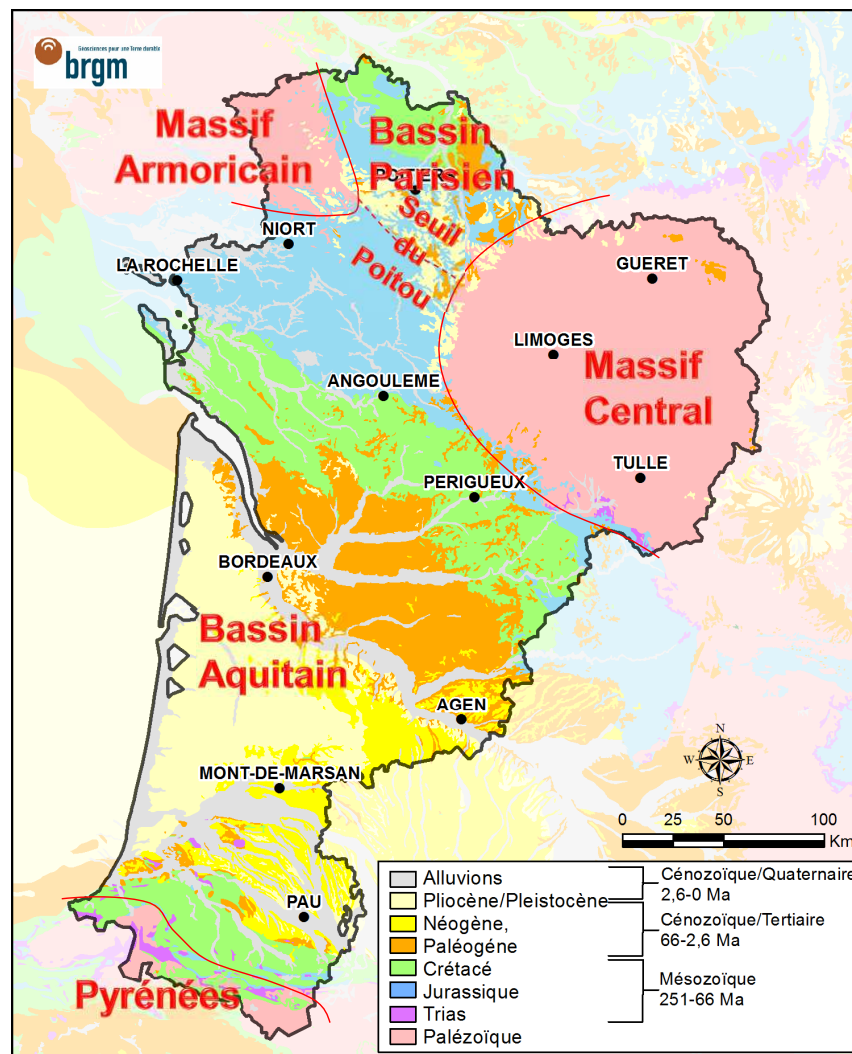 Géosciences pour une Terre durable
brgm
Massif
Armoricain
Bassin
Parisien
POITIERS
Seuil
du
Poitou
NIORT
LA ROCHELLE
GUERET
LIMOGES
Massif
Central
ANGOULEME
TULLE
PERIGUEUX
BORDEAUX
Bassin
Aquitain
AGEN
MONT-DE-MARSAN
N
W
E
S
0 25 50 100
Km
PAU
Pyrénées
Alluvions
Pliocène/Pleistocène
Néogène,
Paléogéne
Crétacé
Jurassique
Trias
Palézoïque
Cénozoïque/Quaternaire
2,6-0 Ma
Cénozoïque/Tertiaire
66-2,6 Ma
Mésozoïque
251-66 Ma